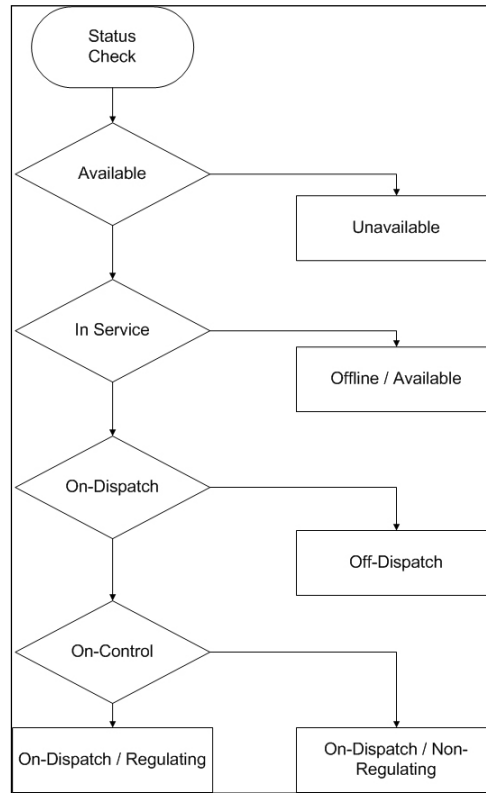 Status
Check
Available
Unavailable
In Service
Offline / Available
On-Dispatch
Off-Dispatch
On-Control
On-Dispatch / Regulating
On-Dispatch / Non-
Regulating